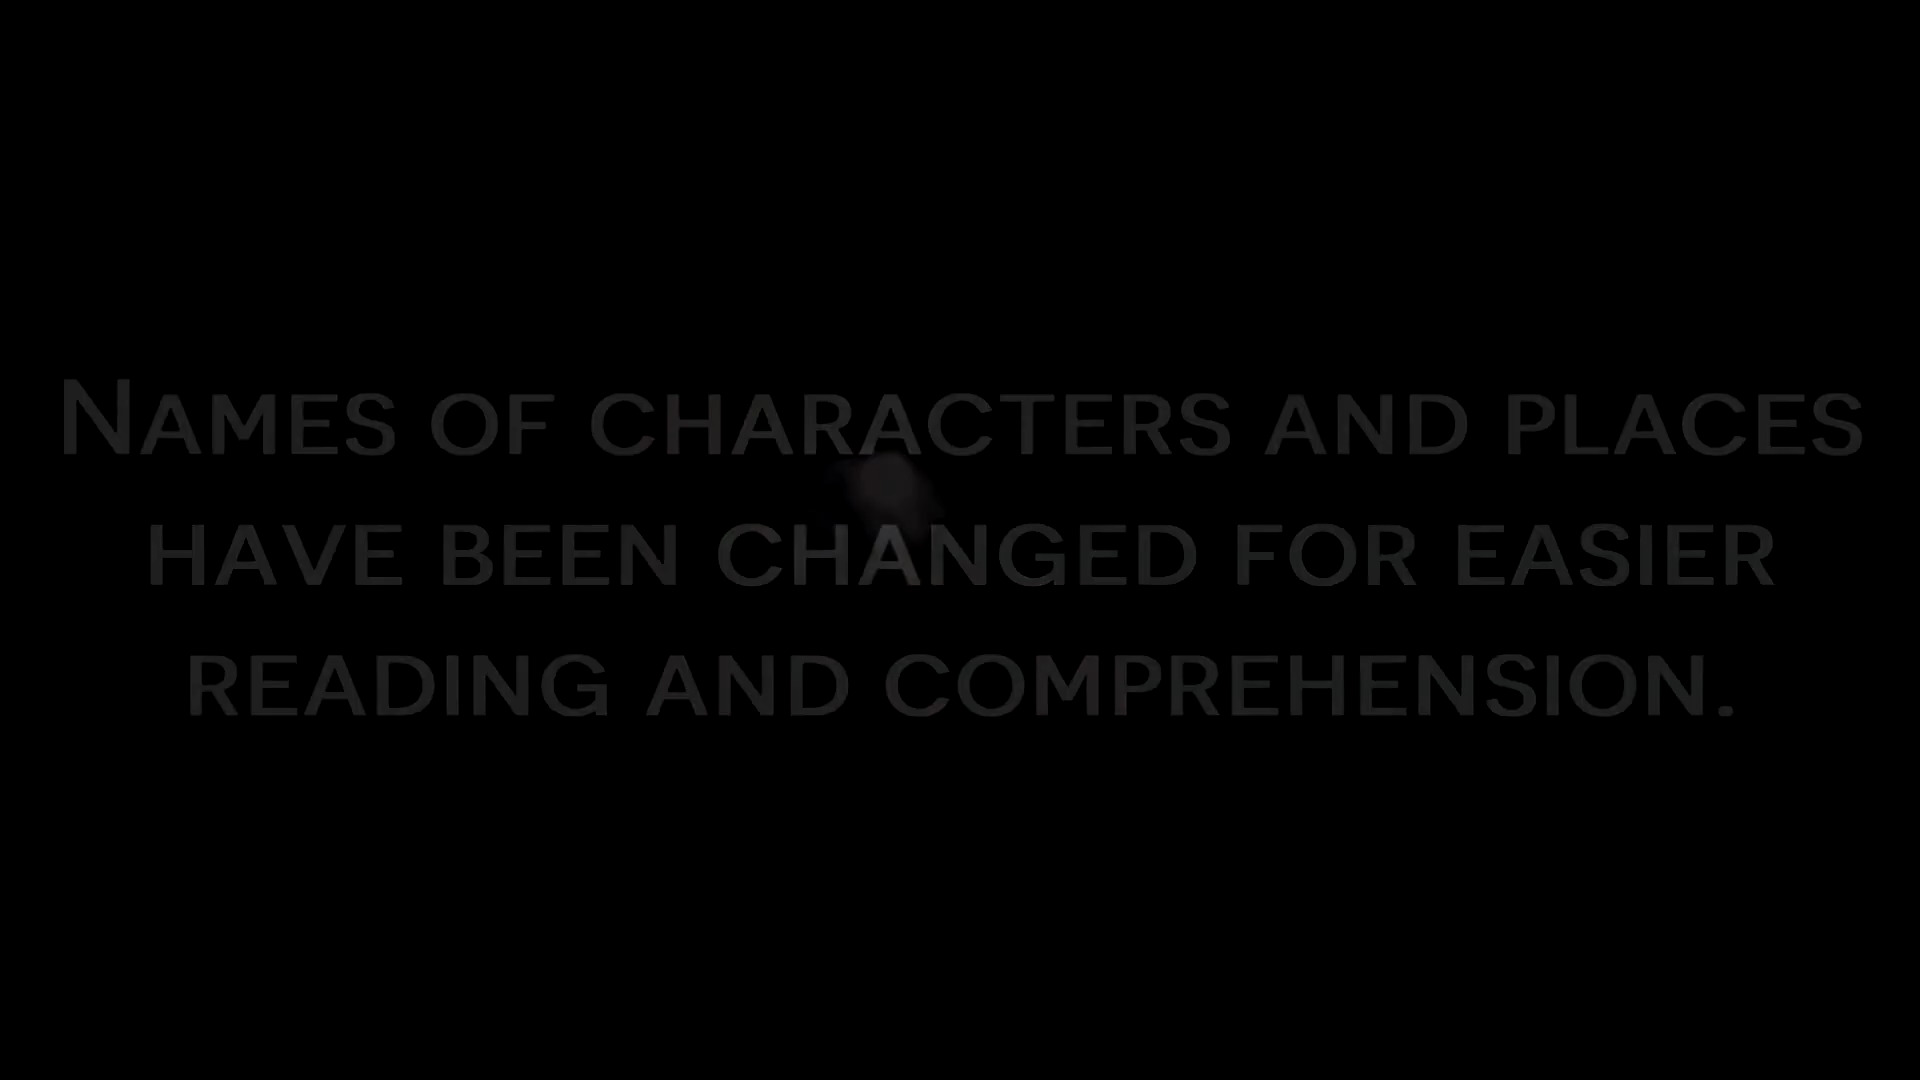 Names of characters and places
have been changed for easier
reading and comprehension.